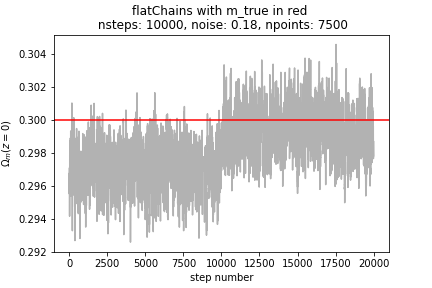 flatChains with m_true in red
nsteps: 10000, noise: 0.18, npoints: 7500
0.304
0.302
0.300
0.298
0.296
0.294
0.292
Ωₘ(z = 0)
0 2500 5000 7500 10000 12500 15000 17500 20000
step number